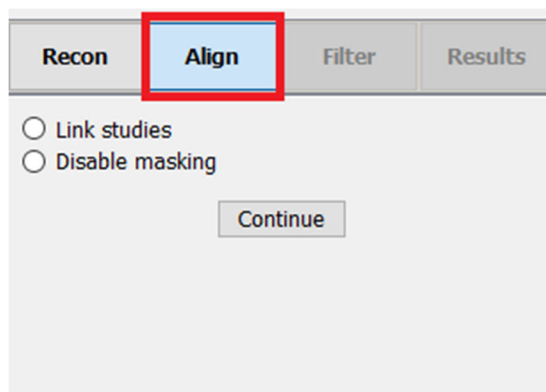 Recon Align Filter Results
Link studies
Disable masking
Continue